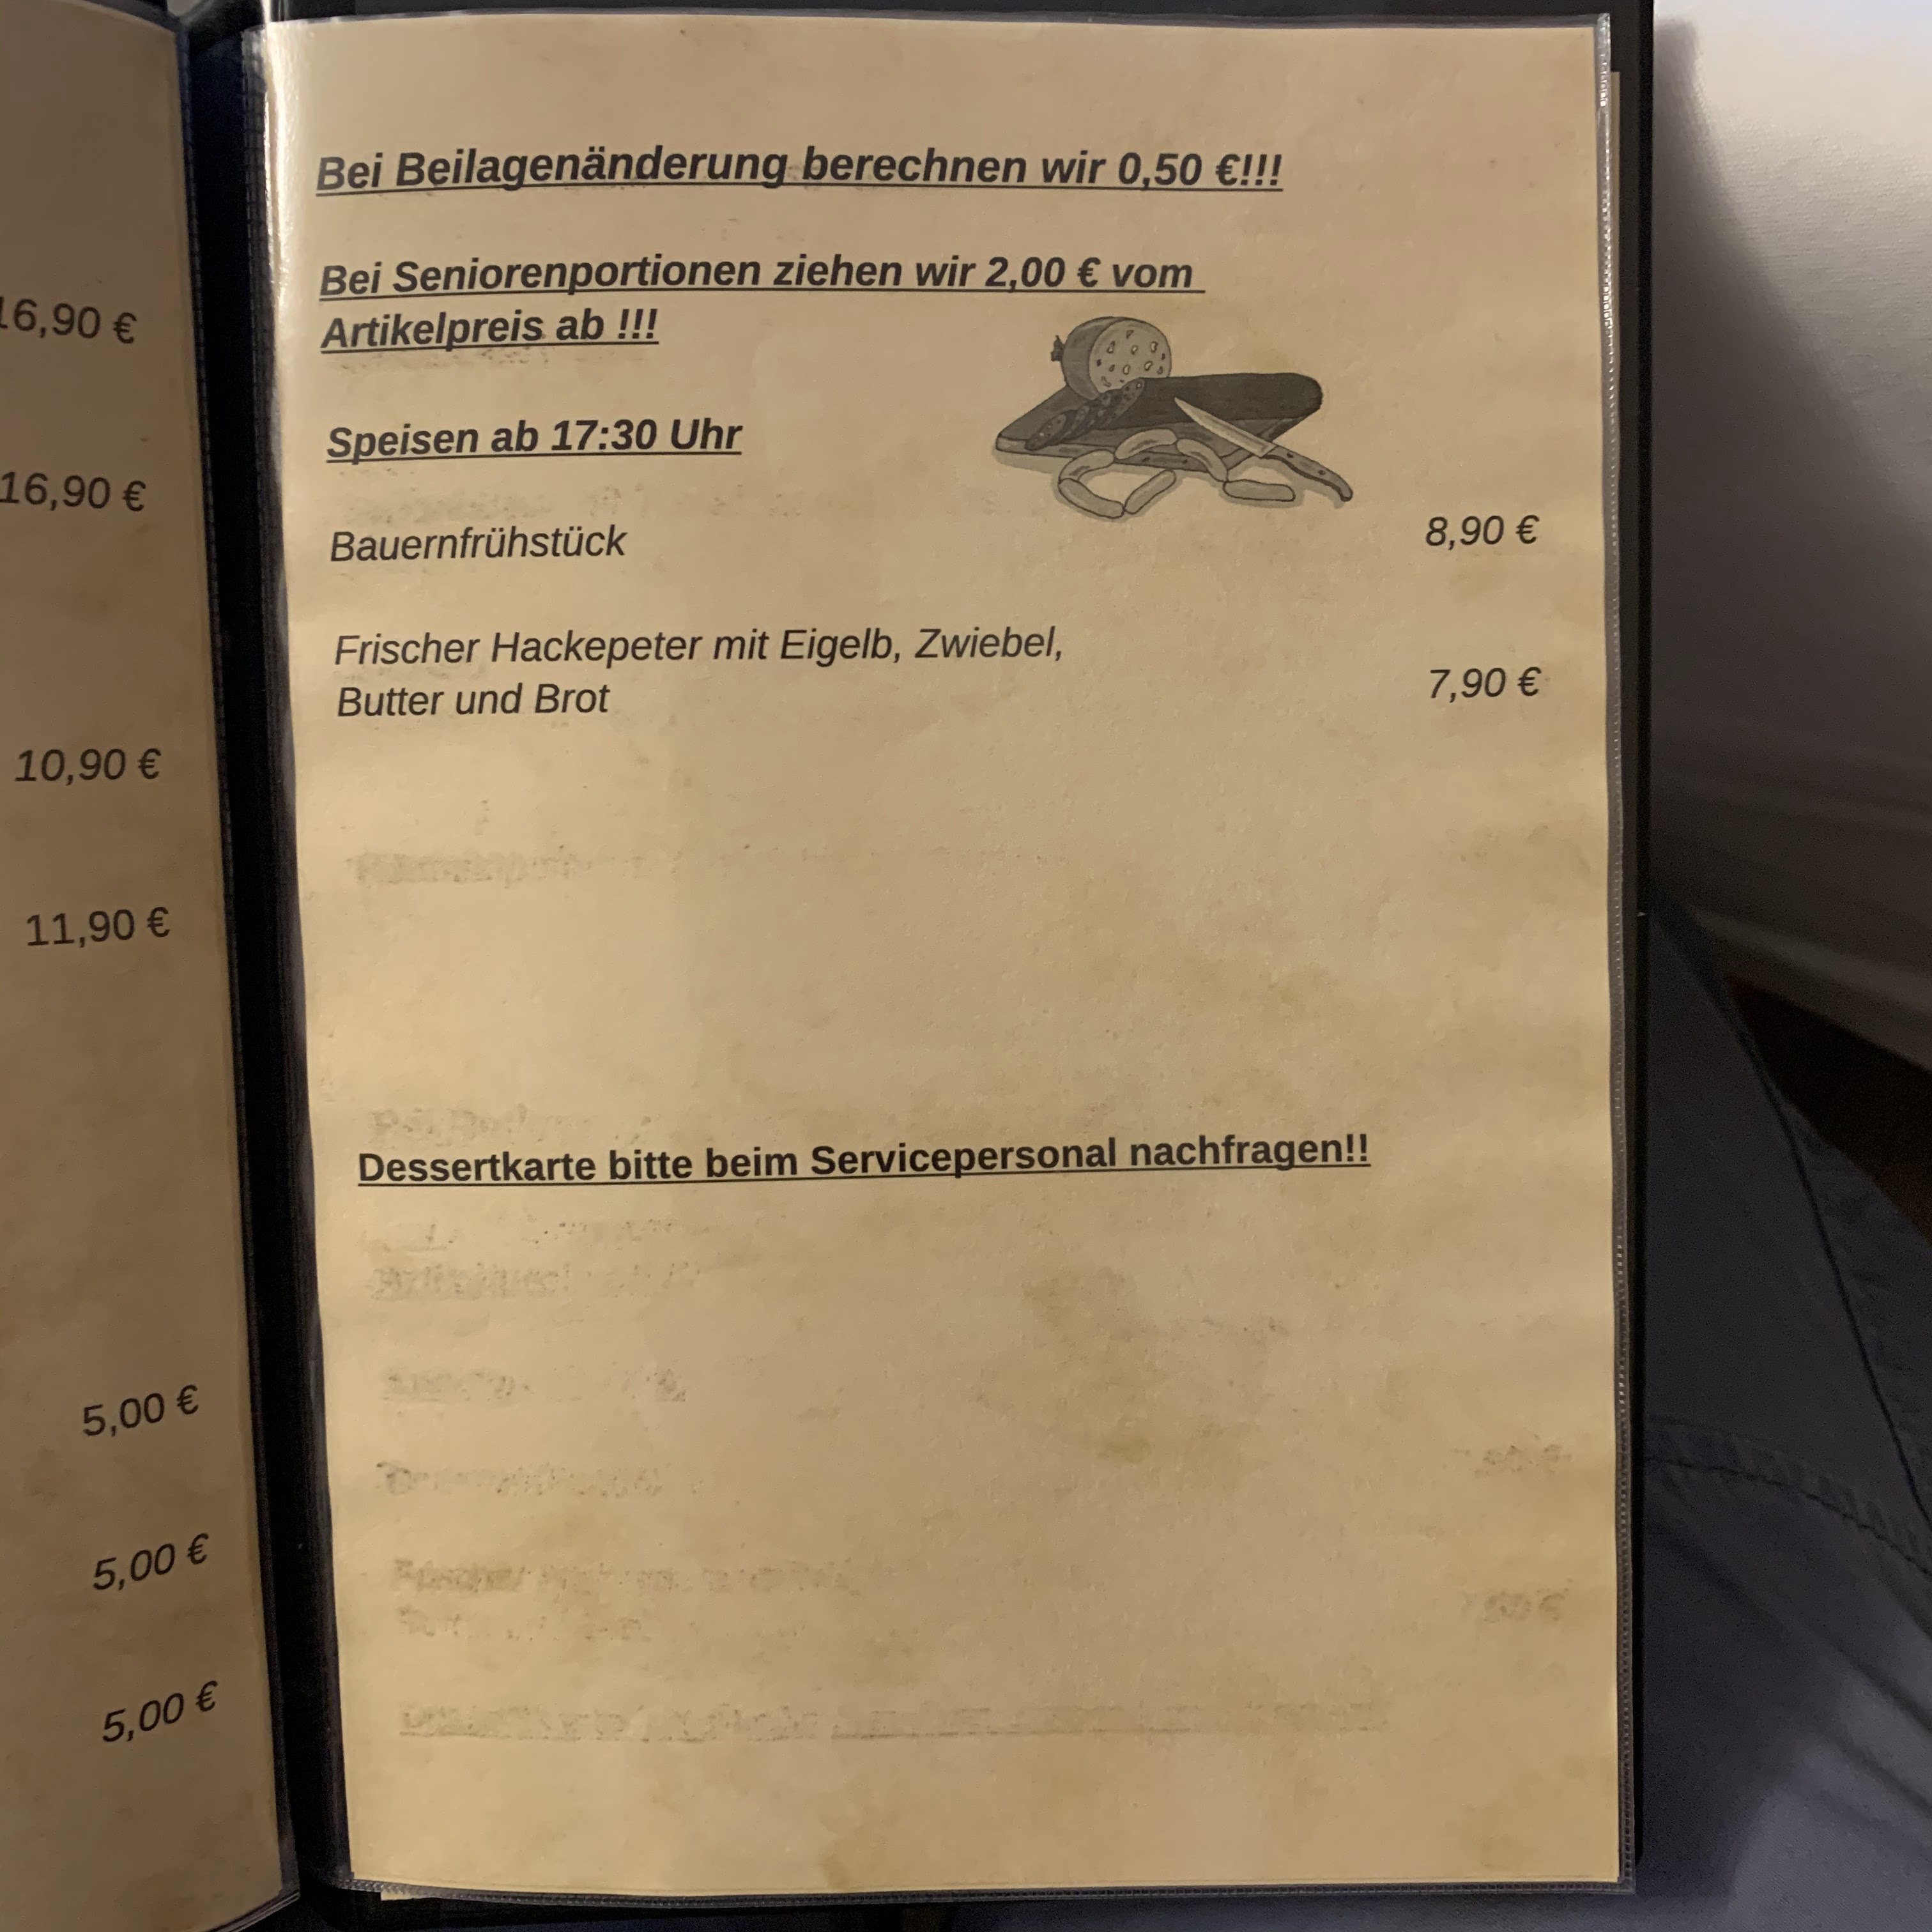 16,90 €
16,90 €
10,90 €
11,90 €
5,00 €
5,00 €
5,00 €
Bei Beilagenänderung berechnen wir 0,50 €!!!
Bei Seniorenportionen ziehen wir 2,00 € vom
Artikelpreis ab !!!
Speisen ab 17:30 Uhr
Bauernfrühstück 8,90 €
Frischer Hackepeter mit Eigelb, Zwiebel,
Butter und Brot 7,90 €
Dessertkarte bitte beim Servicepersonal nachfragen!!